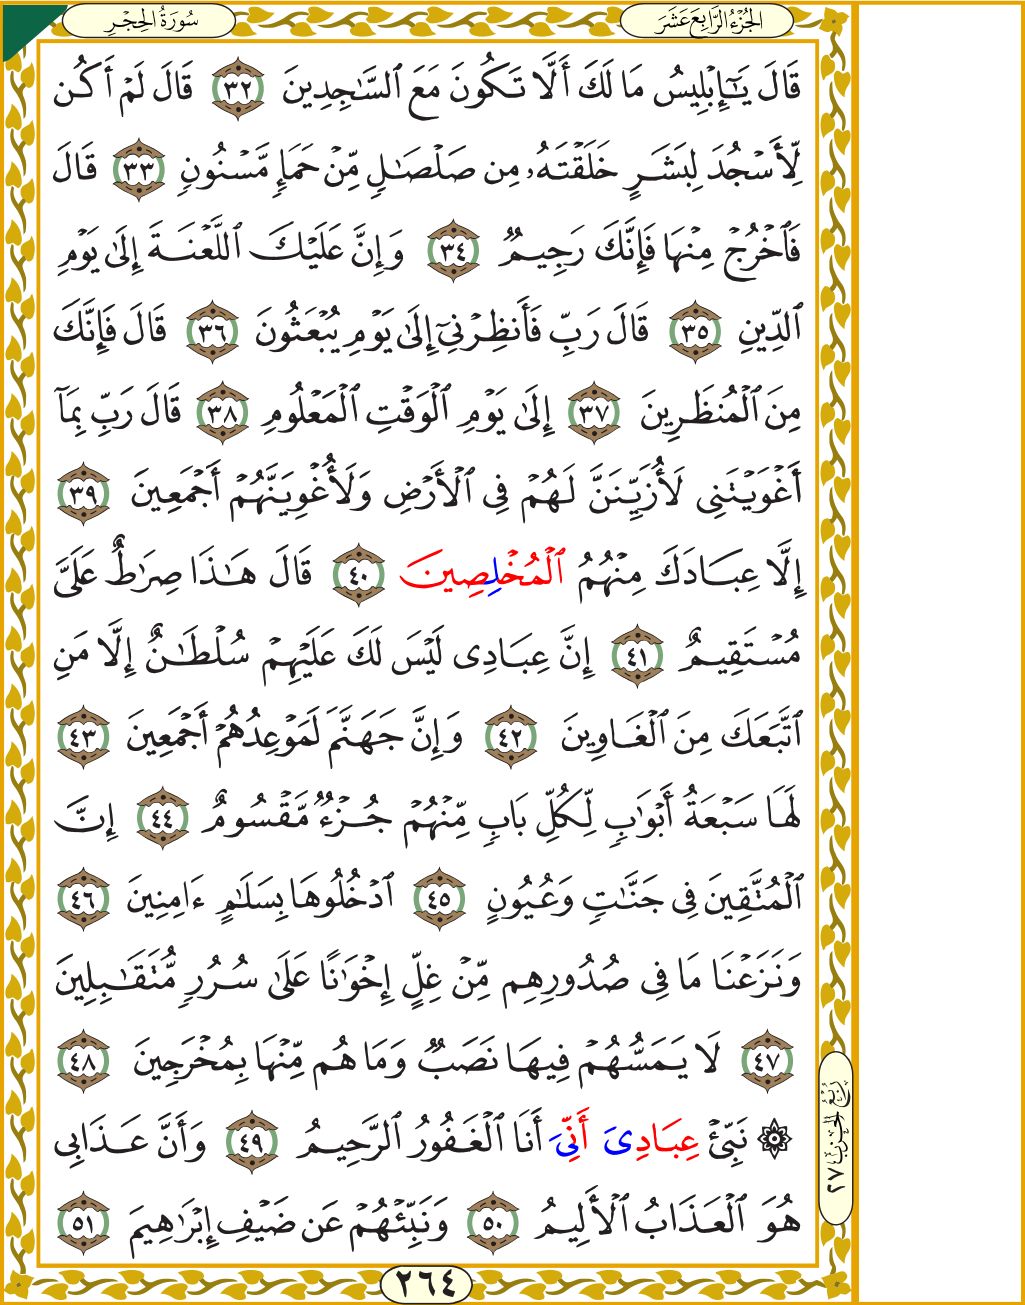 سُورَةُ الحِجْرِ
الجُزْءُ الرَّابِعَ عَشَرَ
قَالَ يَـٰٓإِبْلِيسُ مَا لَكَ أَلَّا تَكُونَ مَعَ ٱلسَّـٰجِدِينَ ٣٢ قَالَ لَمْ أَكُن
لِّأَسْجُدَ لِبَشَرٍ خَلَقْتَهُۥ مِن صَلْصَـٰلٍ مِّنْ حَمَإٍ مَّسْنُونٍ ٣٣ قَالَ
فَٱخْرُجْ مِنْهَا فَإِنَّكَ رَجِيمٌ ٣٤ وَإِنَّ عَلَيْكَ ٱللَّعْنَةَ إِلَىٰ يَوْمِ
ٱلدِّينِ ٣٥ قَالَ رَبِّ فَأَنظِرْنِىٓ إِلَىٰ يَوْمِ يُبْعَثُونَ ٣٦ قَالَ فَإِنَّكَ
مِنَ ٱلْمُنظَرِينَ ٣٧ إِلَىٰ يَوْمِ ٱلْوَقْتِ ٱلْمَعْلُومِ ٣٨ قَالَ رَبِّ بِمَآ
أَغْوَيْتَنِى لَأُزَيِّنَنَّ لَهُمْ فِى ٱلْأَرْضِ وَلَأُغْوِيَنَّهُمْ أَجْمَعِينَ ٣٩
إِلَّا عِبَادَكَ مِنْهُمُ ٱلْمُخْلِصِينَ ٤٠ قَالَ هَـٰذَا صِرَٰطٌ عَلَىَّ
مُسْتَقِيمٌ ٤١ إِنَّ عِبَادِى لَيْسَ لَكَ عَلَيْهِمْ سُلْطَـٰنٌ إِلَّا مَنِ
ٱتَّبَعَكَ مِنَ ٱلْغَاوِينَ ٤٢ وَإِنَّ جَهَنَّمَ لَمَوْعِدُهُمْ أَجْمَعِينَ ٤٣
لَهَا سَبْعَةُ أَبْوَٰبٍ لِّكُلِّ بَابٍ مِّنْهُمْ جُزْءٌ مَّقْسُومٌ ٤٤ إِنَّ
ٱلْمُتَّقِينَ فِى جَنَّـٰتٍ وَعُيُونٍ ٤٥ ٱدْخُلُوهَا بِسَلَـٰمٍ ءَامِنِينَ ٤٦
وَنَزَعْنَا مَا فِى صُدُورِهِم مِّنْ غِلٍّ إِخْوَٰنًا عَلَىٰ سُرُرٍ مُّتَقَـٰبِلِينَ
٤٧ لَا يَمَسُّهُمْ فِيهَا نَصَبٌ وَمَا هُم مِّنْهَا بِمُخْرَجِينَ ٤٨
۞ نَبِّئْ عِبَادِىَ أَنِّىَ أَنَا ٱلْغَفُورُ ٱلرَّحِيمُ ٤٩ وَأَنَّ عَذَابِى
هُوَ ٱلْعَذَابُ ٱلْأَلِيمُ ٥٠ وَنَبِّئْهُمْ عَن ضَيْفِ إِبْرَٰهِيمَ ٥١
رُبْعُ الحِزْبِ ٢٧
٢٦٤